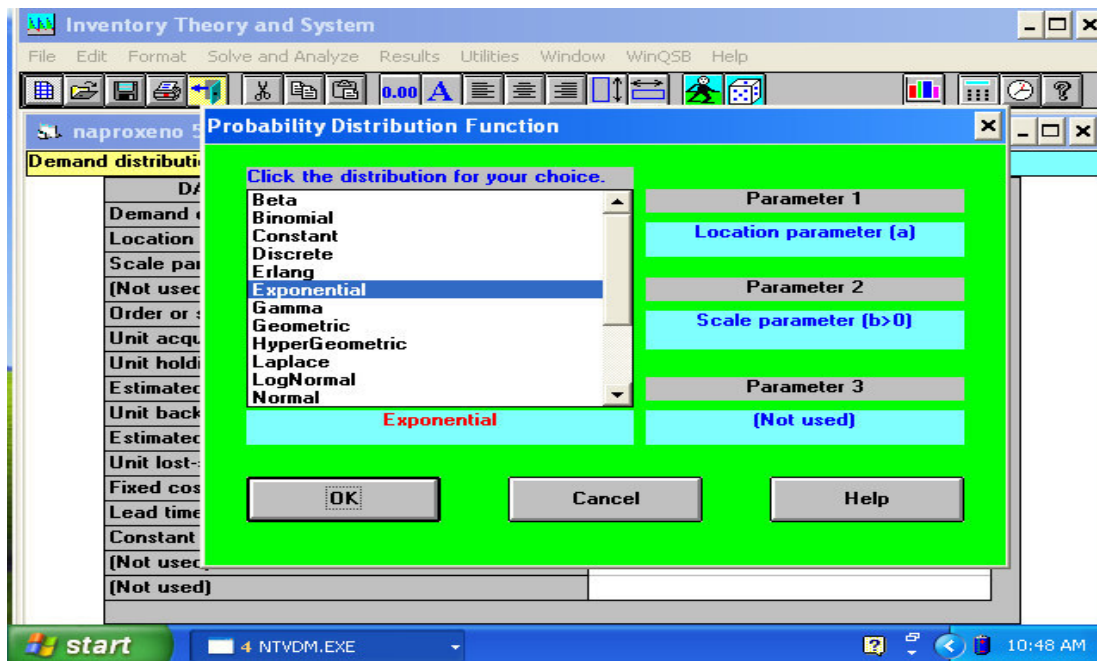 Inventory Theory and System
File Edit Format Solve and Analyze Results Utilities Window WinQSB Help
0.00 A
naproxeno 5
Probability Distribution Function
Demand distributi
Click the distribution for your choice.
Beta
Binomial
Constant
Discrete
Erlang
Exponential
Gamma
Geometric
HyperGeometric
Laplace
LogNormal
Normal
Exponential
Parameter 1
Location parameter (a)
Parameter 2
Scale parameter (b>0)
Parameter 3
(Not used)
OK
Cancel
Help
DA
Demand
Location
Scale par
(Not used
Order or s
Unit acqu
Unit holdi
Estimated
Unit back
Estimated
Unit lost-
Fixed cos
Lead time
Constant
(Not used
(Not used)
start
4 NTVDM.EXE
10:48 AM